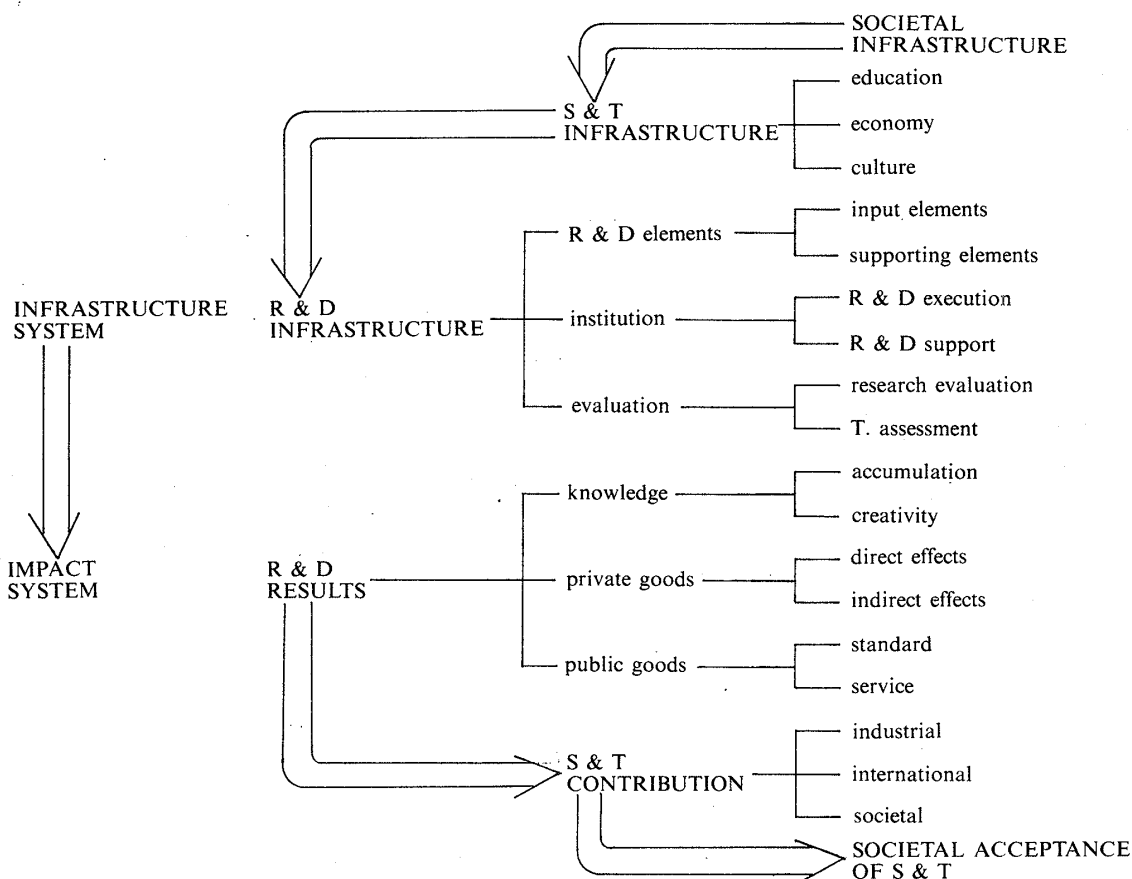 SOCIETAL
INFRASTRUCTURE
education
S & T
INFRASTRUCTURE
economy
culture
input elements
R & D elements
supporting elements
INFRASTRUCTURE
SYSTEM
R & D
INFRASTRUCTURE
R & D execution
institution
R & D support
research evaluation
evaluation
T. assessment
accumulation
knowledge
creativity
IMPACT
SYSTEM
R & D
RESULTS
direct effects
private goods
indirect effects
standard
public goods
service
industrial
S & T
CONTRIBUTION
international
societal
SOCIETAL ACCEPTANCE
OF S & T